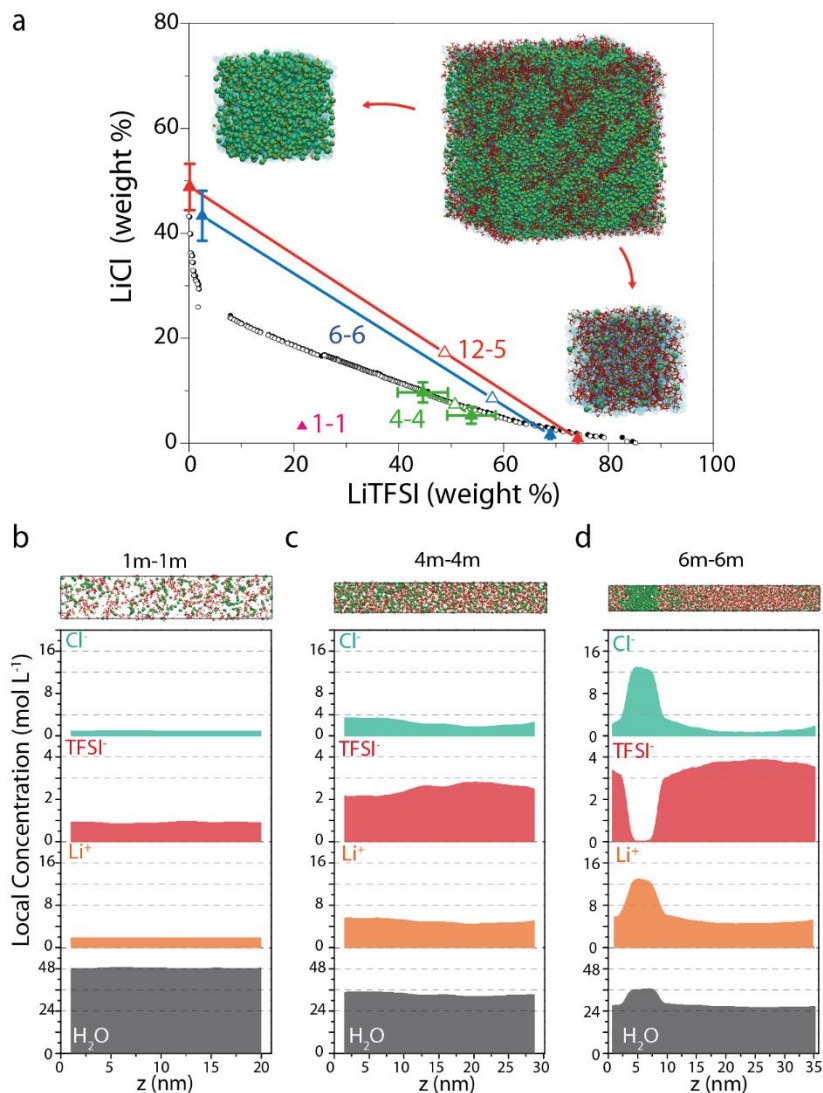 a
80
60
40
20
0
LiCl (weight %)
6-6
12-5
1-1
4-4
0 20 40 60 80 100
LiTFSI (weight %)
b c d
1m-1m 4m-4m 6m-6m
Local Concentration (mol L⁻¹)
Cl⁻ Cl⁻ Cl⁻
16 16 16
8 8 8
0 4 0
0
TFSI⁻ TFSI⁻ TFSI⁻
4 4 4
2 2 2
0 0 0
Li⁺ Li⁺ Li⁺
16 16 16
8 8 8
0 0 0
48 48 48
24 24 24
0 0 0
H₂O H₂O H₂O
0 5 10 15 20 0 5 10 15 20 25 30 0 5 10 15 20 25 30 35
z (nm) z (nm) z (nm)